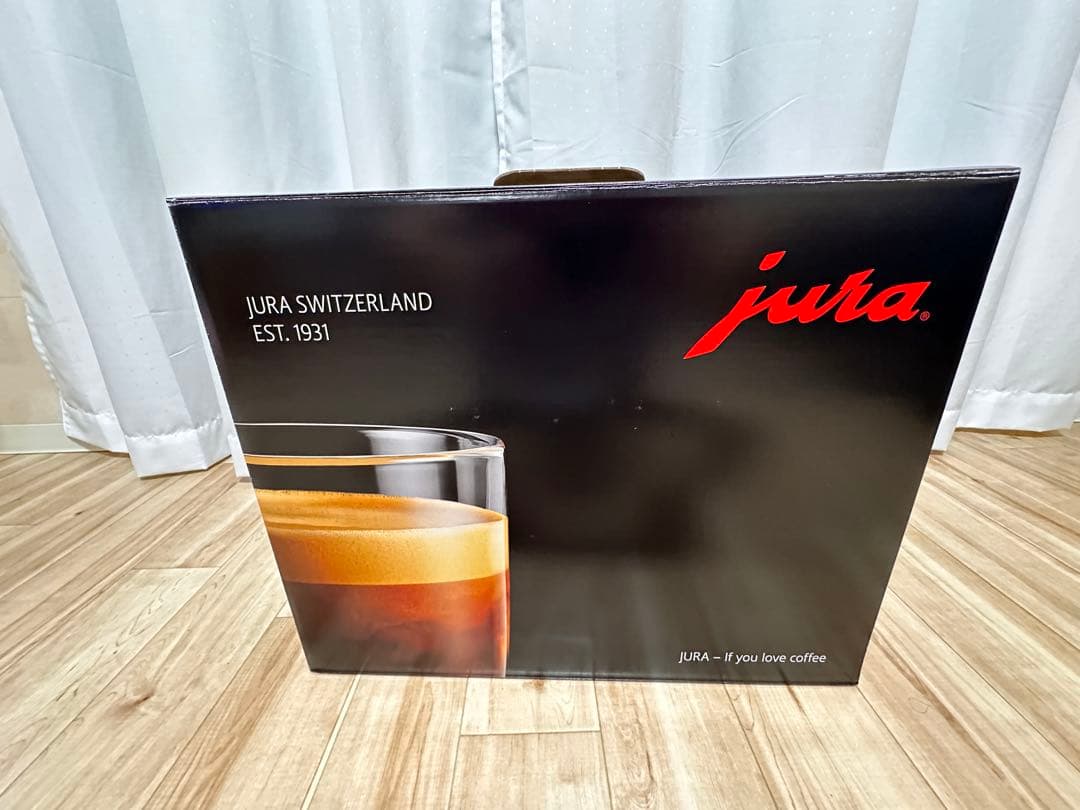 JURA SWITZERLAND
EST. 1931
jura®
JURA – If you love coffee